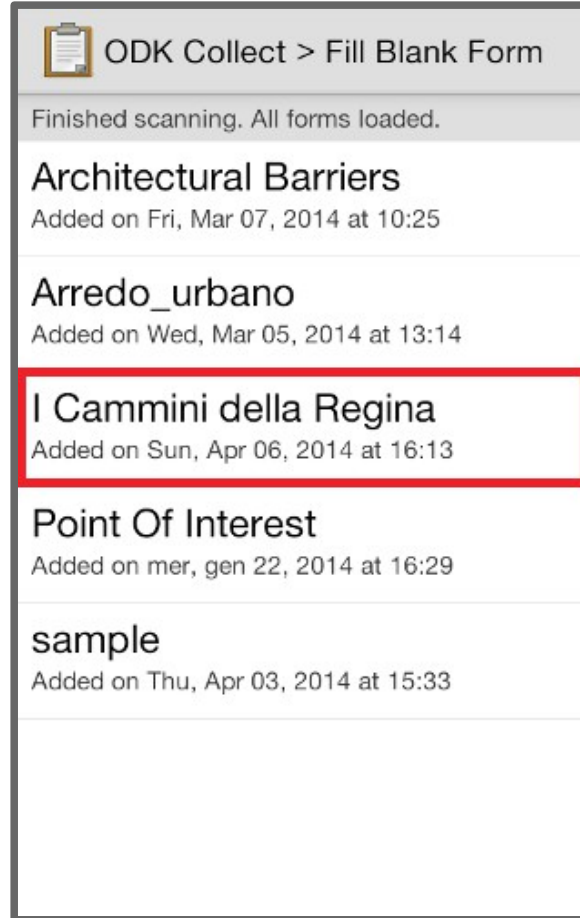 ODK Collect > Fill Blank Form
Finished scanning. All forms loaded.
Architectural Barriers
Added on Fri, Mar 07, 2014 at 10:25
Arredo_urbano
Added on Wed, Mar 05, 2014 at 13:14
I Cammini della Regina
Added on Sun, Apr 06, 2014 at 16:13
Point Of Interest
Added on mer, gen 22, 2014 at 16:29
sample
Added on Thu, Apr 03, 2014 at 15:33